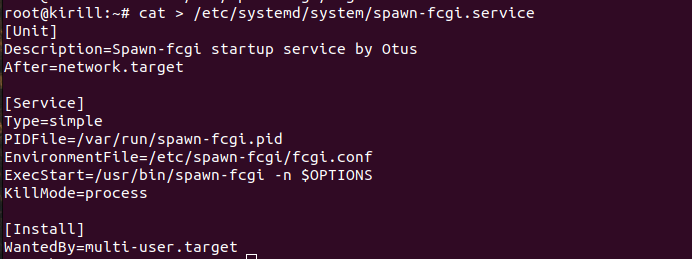 root@kirill:~# cat > /etc/systemd/system/spawn-fcgi.service
[Unit]
Description=Spawn-fcgi startup service by Otus
After=network.target

[Service]
Type=simple
PIDFile=/var/run/spawn-fcgi.pid
EnvironmentFile=/etc/spawn-fcgi/fcgi.conf
ExecStart=/usr/bin/spawn-fcgi -n $OPTIONS
KillMode=process

[Install]
WantedBy=multi-user.target